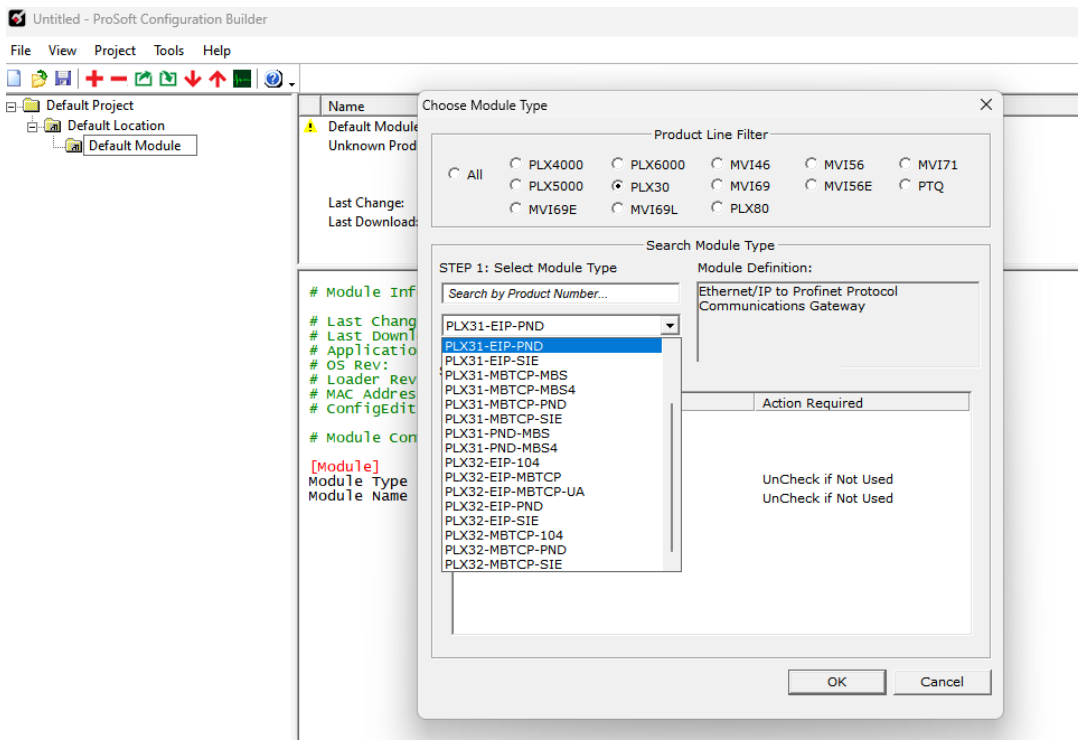 Untitled - ProSoft Configuration Builder
File View Project Tools Help
Default Project
Default Location
Default Module
Name
Default Module
Unknown Prod
Last Change:
Last Download:
# Module Inf
# Last Chang
# Last Downl
# Applicatio
# OS Rev:
# Loader Rev
# MAC Addres
# ConfigEdit
# Module Con
[Module]
Module Type
Module Name
Choose Module Type
Product Line Filter
All
PLX4000 PLX6000 MVI46 MVI56 MVI71
PLX5000 PLX30 MVI69 MVI56E PTQ
MVI69E MVI69L PLX80
Search Module Type
STEP 1: Select Module Type
Search by Product Number...
PLX31-EIP-PND
PLX31-EIP-PND
PLX31-EIP-SIE
PLX31-MBTCP-MBS
PLX31-MBTCP-MBS4
PLX31-MBTCP-PND
PLX31-MBTCP-SIE
PLX31-PND-MBS
PLX31-PND-MBS4
PLX32-EIP-104
PLX32-EIP-MBTCP
PLX32-EIP-MBTCP-UA
PLX32-EIP-PND
PLX32-EIP-SIE
PLX32-MBTCP-104
PLX32-MBTCP-PND
PLX32-MBTCP-SIE
Module Definition:
Ethernet/IP to Profinet Protocol
Communications Gateway
Action Required
UnCheck if Not Used
UnCheck if Not Used
OK Cancel